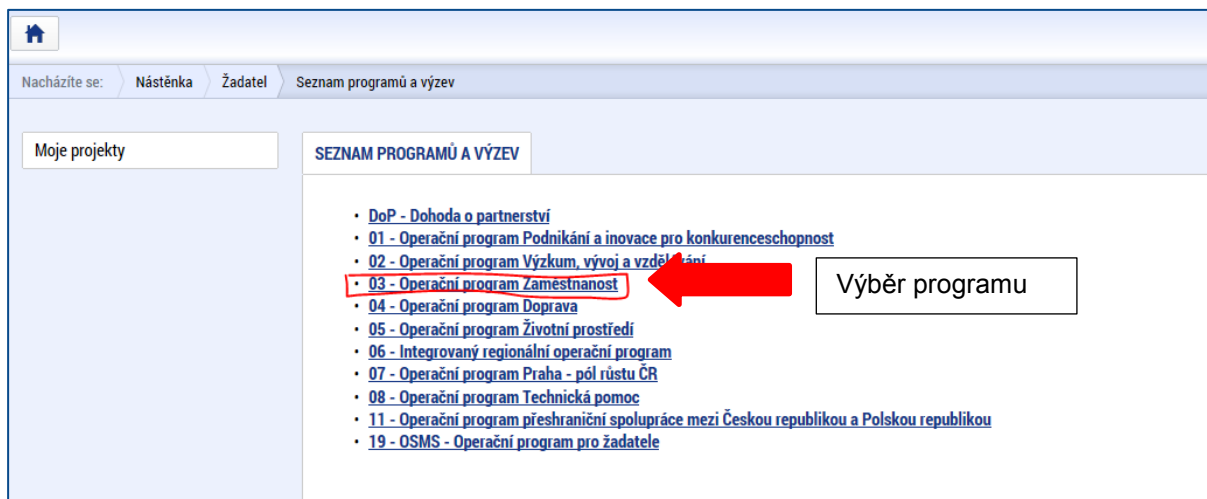 Nacházíte se: Nástěnka Žadatel Seznam programů a výzev
Moje projekty
SEZNAM PROGRAMŮ A VÝZEV
• DoP - Dohoda o partnerství
• 01 - Operační program Podnikání a inovace pro konkurenceschopnost
• 02 - Operační program Výzkum, vývoj a vzdělávání
• 03 - Operační program Zaměstnanost
• 04 - Operační program Doprava
• 05 - Operační program Životní prostředí
• 06 - Integrovaný regionální operační program
• 07 - Operační program Praha - pól růstu ČR
• 08 - Operační program Technická pomoc
• 11 - Operační program přeshraniční spolupráce mezi Českou republikou a Polskou republikou
• 19 - OSMS - Operační program pro žadatele
Výběr programu